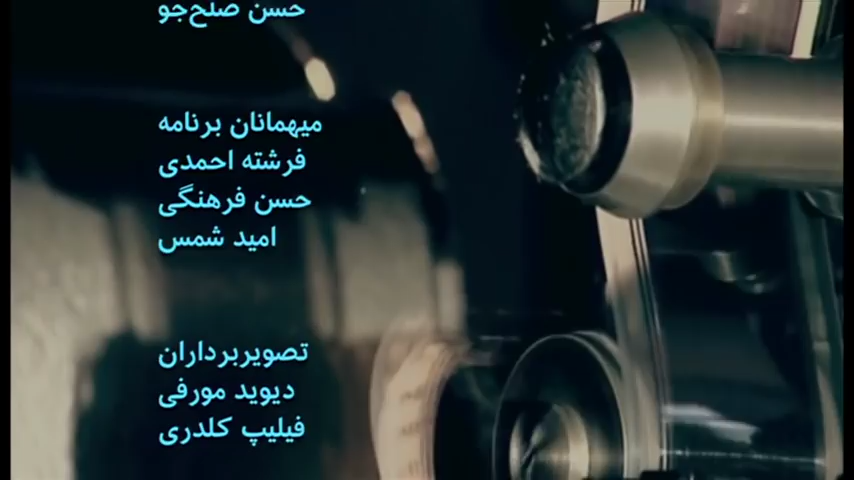 حسن صلح‌جو
میهمانان برنامه
فرشته احمدی
حسن فرهنگی
امید شمس
تصویربرداران
دیوید مورفی
فیلیپ کلدری